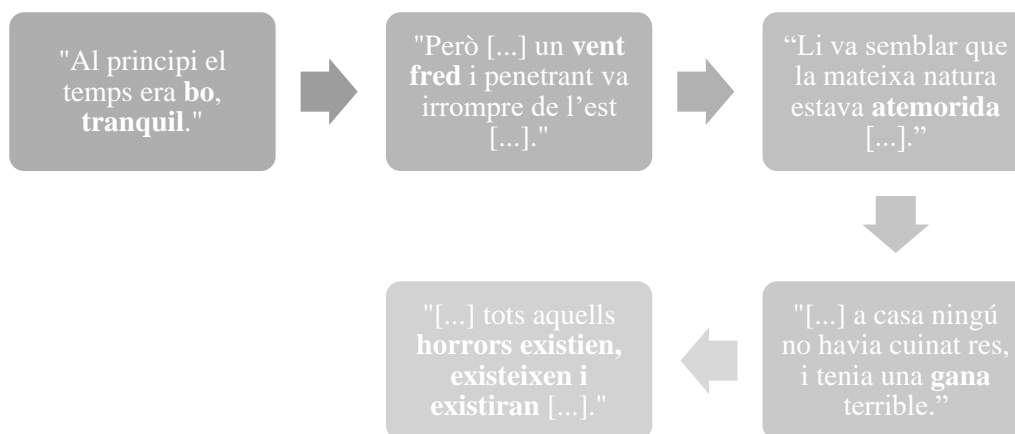 "Al principi el
temps era bo,
tranquil."
"Però [...] un vent
fred i penetrant va
irrompre de l’est
[...]."
“Li va semblar que
la mateixa natura
estava atemorida
[...].”
"[...] a casa ningú
no havia cuinat res,
i tenia una gana
terrible.”
"[...] tots aquells
horrors existien,
existeixen i
existiran [...]."